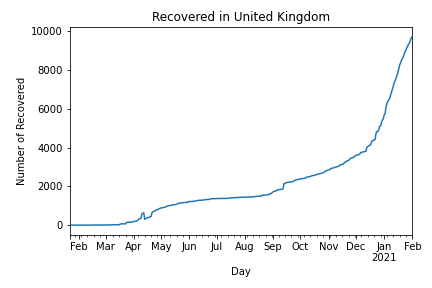 Recovered in United Kingdom
Number of Recovered
10000
8000
6000
4000
2000
0
Feb Mar Apr May Jun Jul Aug Sep Oct Nov Dec Jan Feb
2021
Day